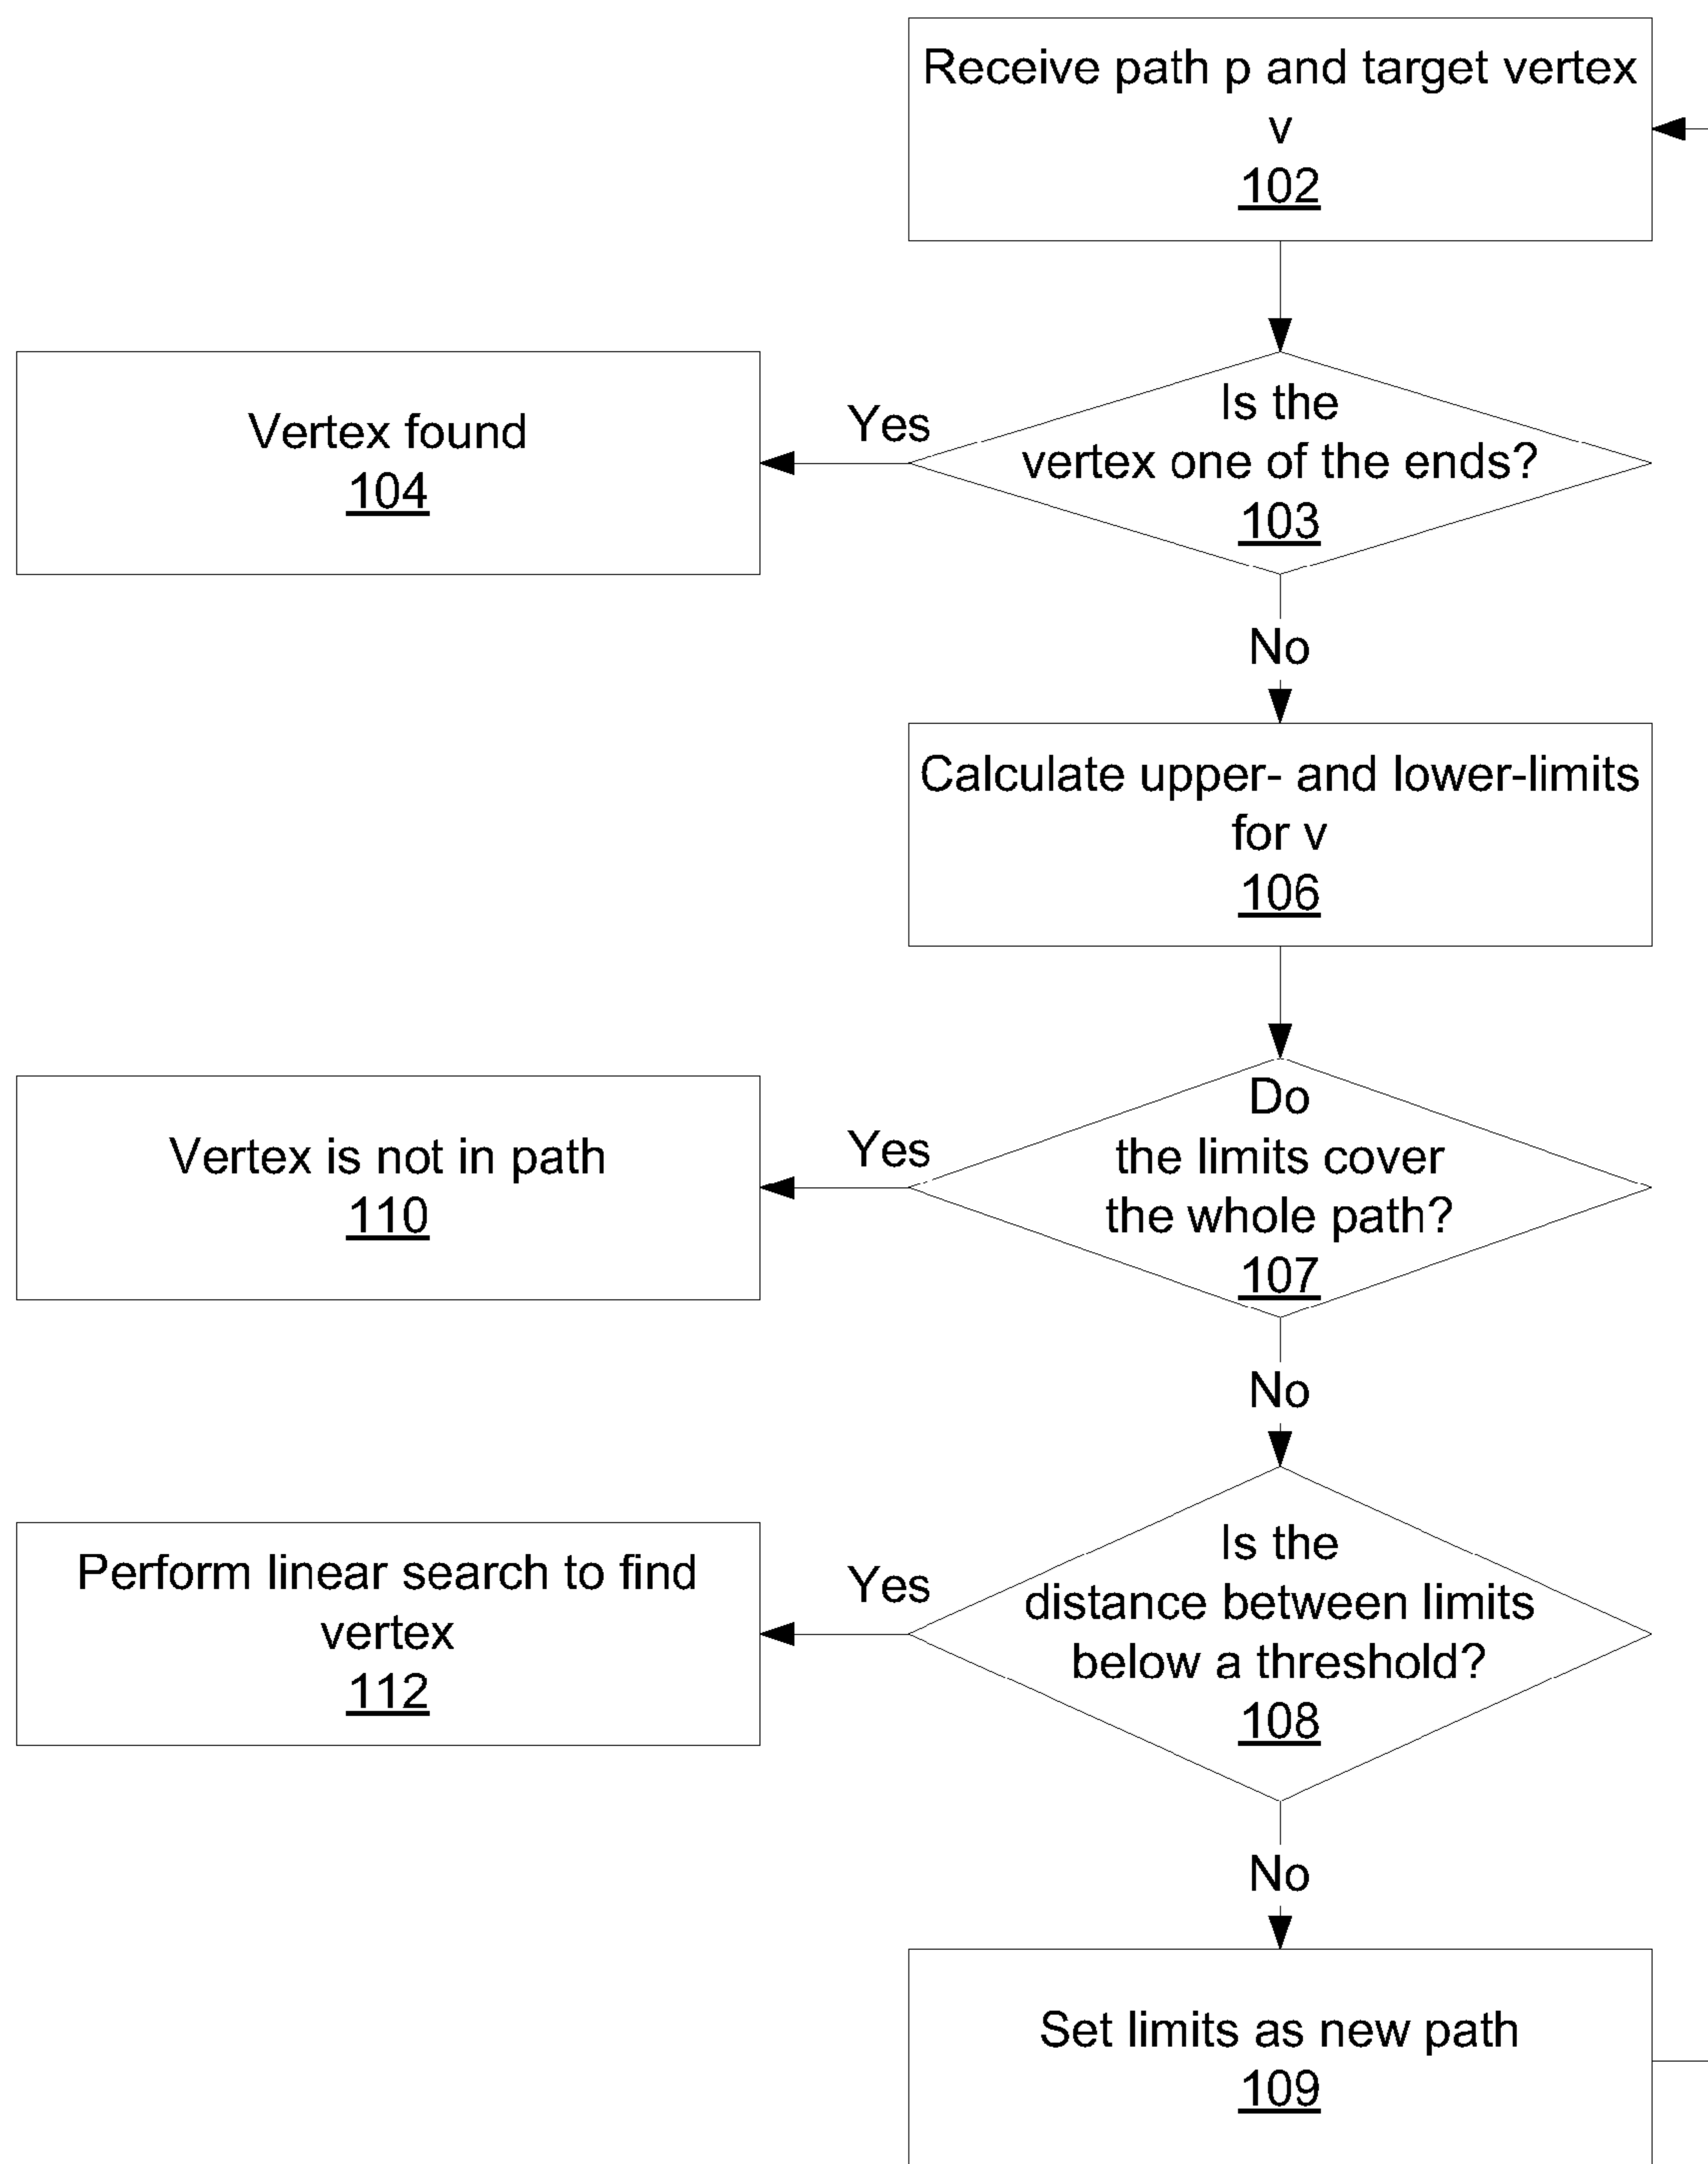 Receive path p and target vertex
v
102
Is the
vertex one of the ends?
103
Yes
Vertex found
104
No
Calculate upper- and lower-limits
for v
106
Do
the limits cover
the whole path?
107
Yes
Vertex is not in path
110
No
Is the
distance between limits
below a threshold?
108
Yes
Perform linear search to find
vertex
112
No
Set limits as new path
109